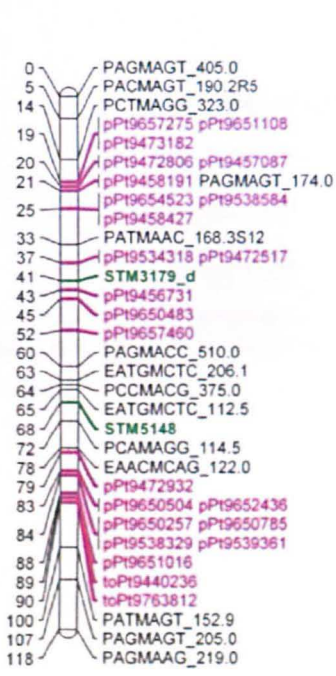 0 PAGMAGT_405.0
5 PACMAGT_190.2R5
14 PCTMAGG_323.0
19 pPt9657275 pPt9651108
pPt9473182
20 pPt9472806 pPt9457087
21 pPt9458191 PAGMAGT_174.0
25 pPt9654523 pPt9538584
pPt9458427
33 PATMAAC_168.3S12
37 pPt9534318 pPt9472517
41 STM3179_d
43 pPt9456731
45 pPt9650483
52 pPt9657460
60 PAGMACC_510.0
63 EATGMCTC_206.1
64 PCCMACG_375.0
65 EATGMCTC_112.5
68 STM5148
72 PCAMAGG_114.5
78 EAACMCAG_122.0
79 pPt9472932
83 pPt9650504 pPt9652436
pPt9650257 pPt9650785
84 pPt9538329 pPt9539361
88 pPt9651016
89 toPt9440236
90 toPt9763812
100 PATMAGT_152.9
107 PAGMAGT_205.0
118 PAGMAAG_219.0